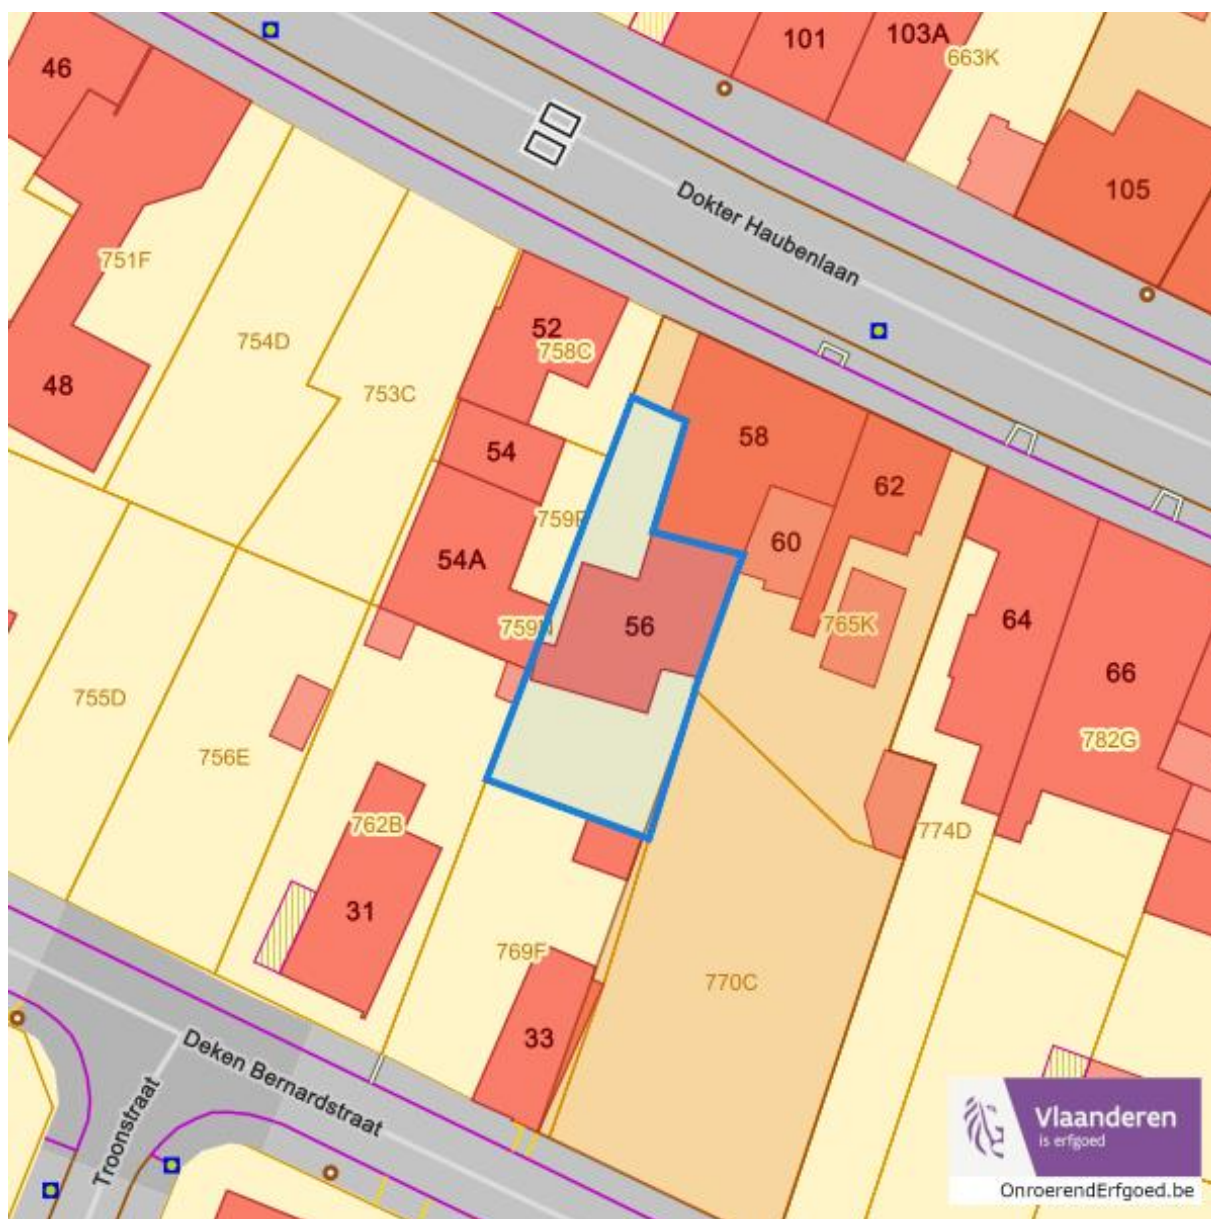 46
101
103A
663K
105
Dokter Haubenlaan
751F
754D
52
758C
48
753C
54
58
62
54A
60
56
765K
64
66
755D
756E
782G
762B
774D
31
769F
770C
33
Deken Bernardstraat
Troonstraat
Vlaanderen
is erfgoed
OnroerendErfgoed.be